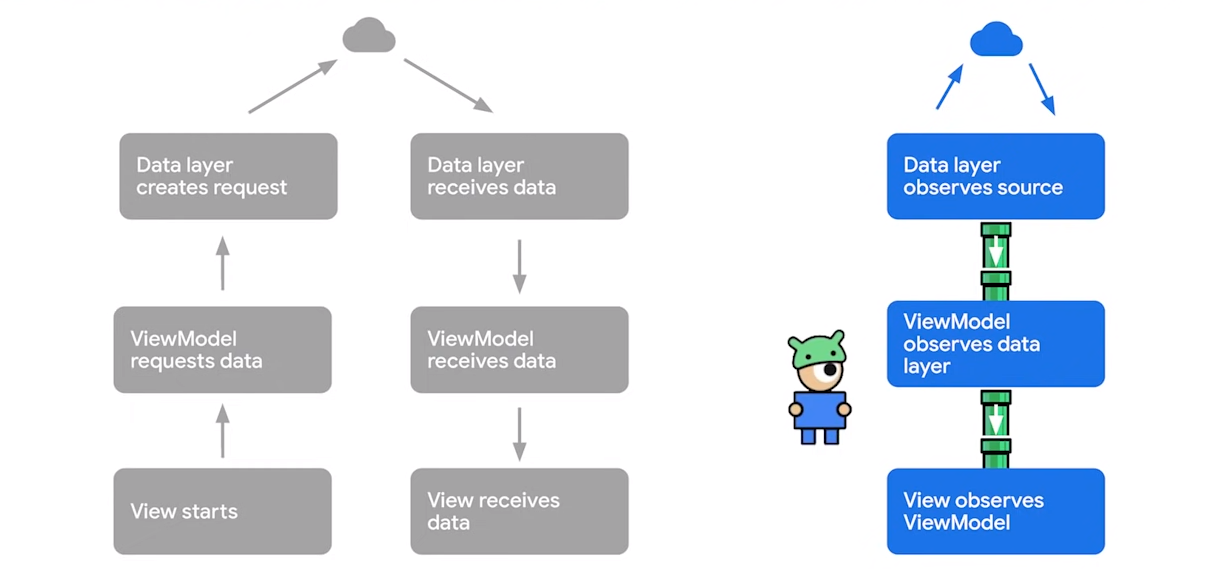 Data layer
creates request
Data layer
receives data
Data layer
observes source
ViewModel
requests data
ViewModel
receives data
ViewModel
observes data
layer
View starts
View receives
data
View observes
ViewModel